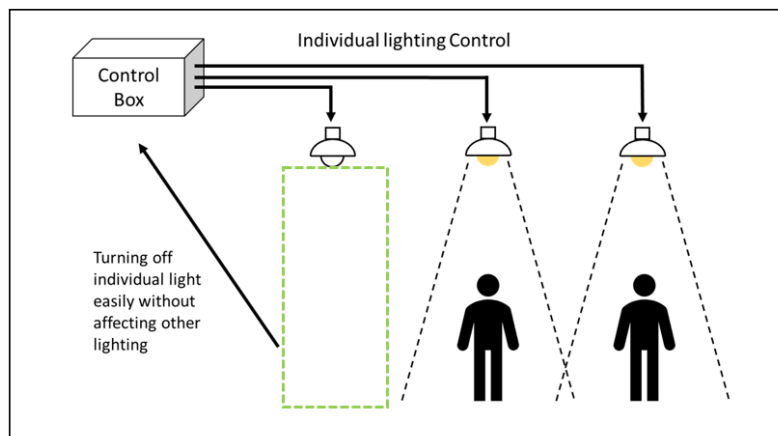 Individual lighting Control
Control
Box
Turning off
individual light
easily without
affecting other
lighting